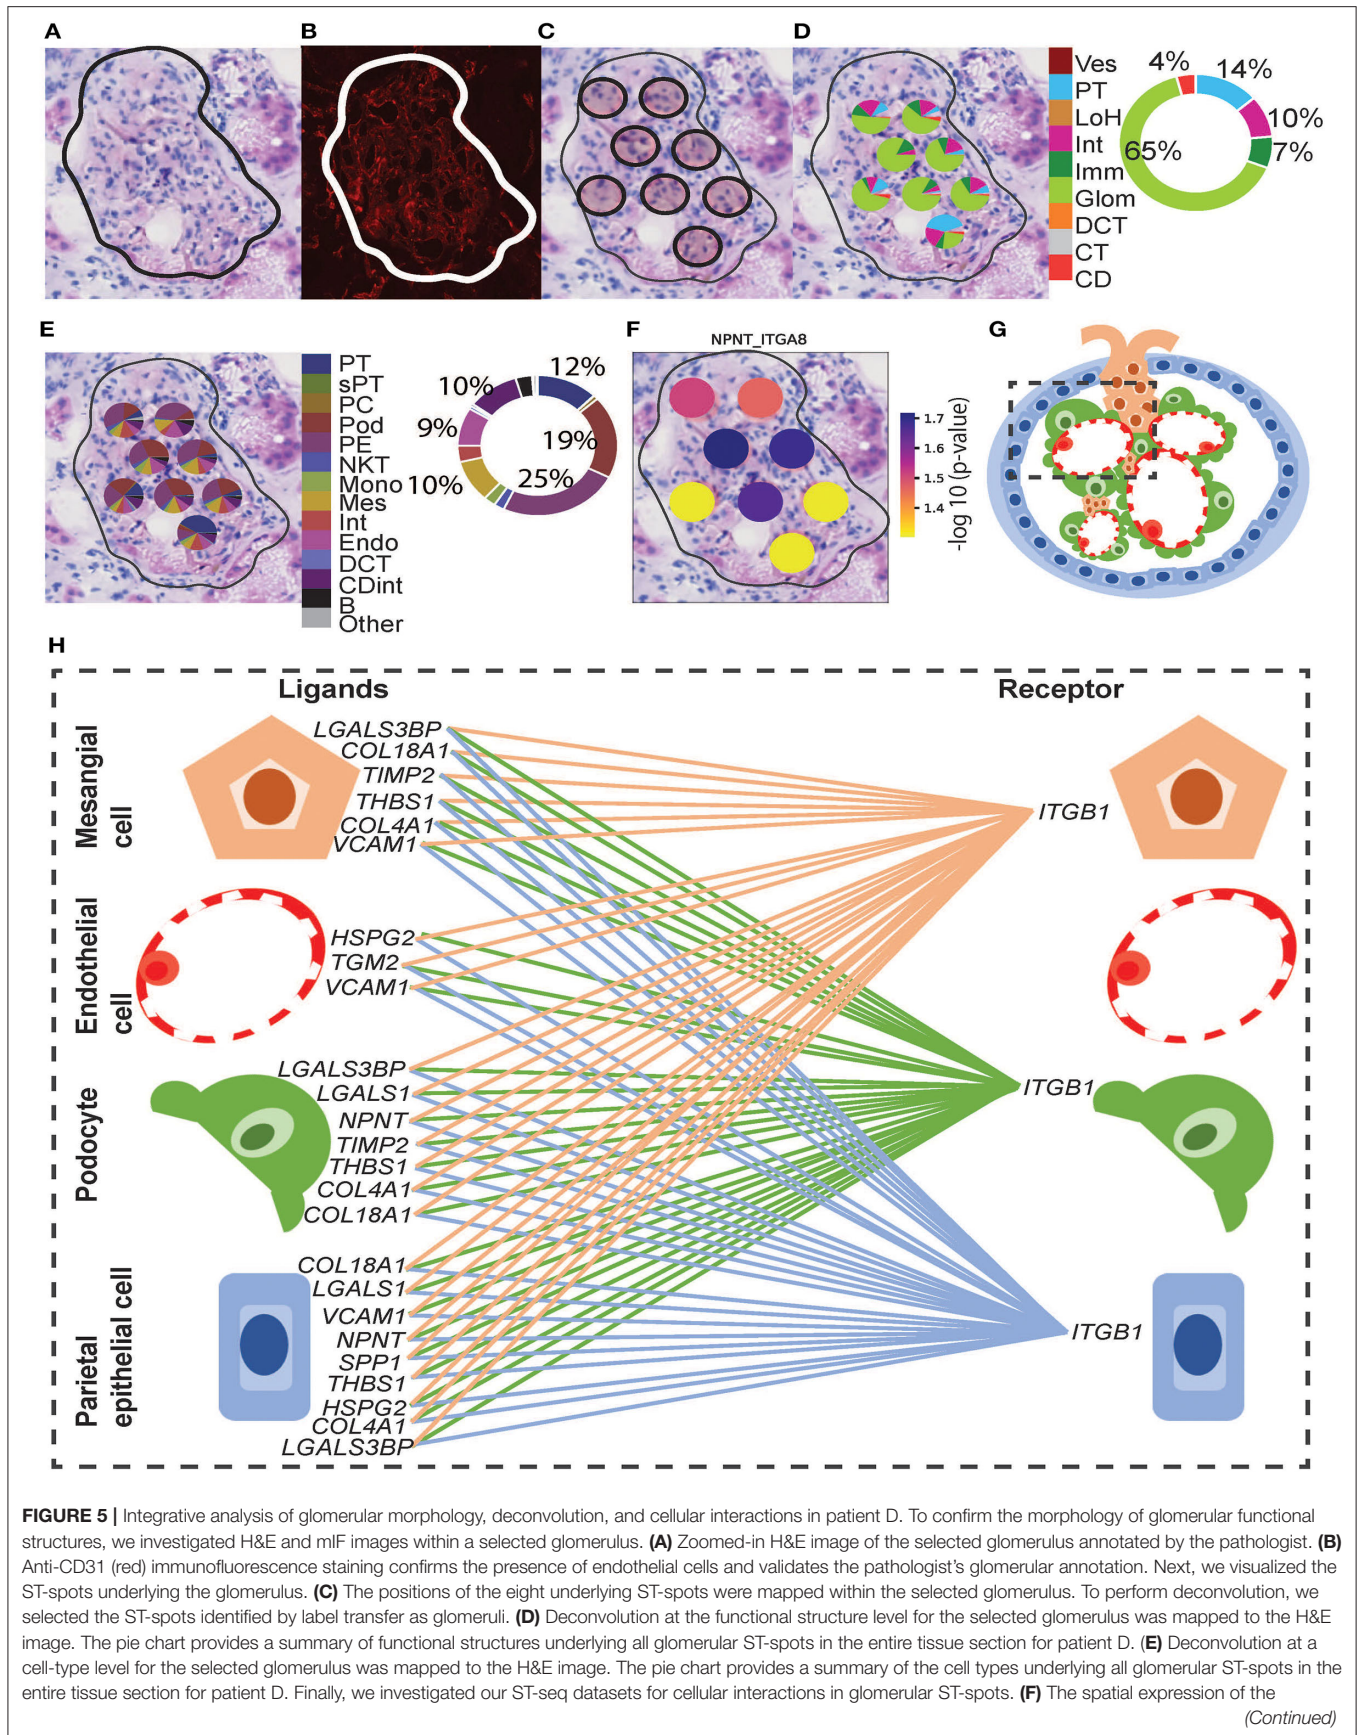 A
B
C
D
Ves
PT
LoH
Int
Imm
Glom
DCT
CT
CD
4%
14%
10%
7%
65%
E
PT
sPT
PC
Pod
PE
NKT
Mono
Mes
Int
Endo
DCT
CDint
B
Other
10%
12%
9%
19%
10%
25%
F
NPNT_ITGA8
1.7
1.6
1.5
1.4
-log 10 (p-value)
G
H
Ligands
Receptor
Mesangial
cell
LGALS3BP
COL18A1
TIMP2
THBS1
COL4A1
VCAM1
ITGB1
Endothelial
cell
HSPG2
TGM2
VCAM1
Podocyte
LGALS3BP
LGALS1
NPNT
TIMP2
THBS1
COL4A1
COL18A1
ITGB1
Parietal
epithelial cell
COL18A1
LGALS1
VCAM1
NPNT
SPP1
THBS1
HSPG2
COL4A1
LGALS3BP
ITGB1
FIGURE 5 | Integrative analysis of glomerular morphology, deconvolution, and cellular interactions in patient D. To confirm the morphology of glomerular functional
structures, we investigated H&E and mIF images within a selected glomerulus. (A) Zoomed-in H&E image of the selected glomerulus annotated by the pathologist. (B)
Anti-CD31 (red) immunofluorescence staining confirms the presence of endothelial cells and validates the pathologist's glomerular annotation. Next, we visualized the
ST-spots underlying the glomerulus. (C) The positions of the eight underlying ST-spots were mapped within the selected glomerulus. To perform deconvolution, we
selected the ST-spots identified by label transfer as glomeruli. (D) Deconvolution at the functional structure level for the selected glomerulus was mapped to the H&E
image. The pie chart provides a summary of functional structures underlying all glomerular ST-spots in the entire tissue section for patient D. (E) Deconvolution at a
cell-type level for the selected glomerulus was mapped to the H&E image. The pie chart provides a summary of the cell types underlying all glomerular ST-spots in the
entire tissue section for patient D. Finally, we investigated our ST-seq datasets for cellular interactions in glomerular ST-spots. (F) The spatial expression of the
(Continued)